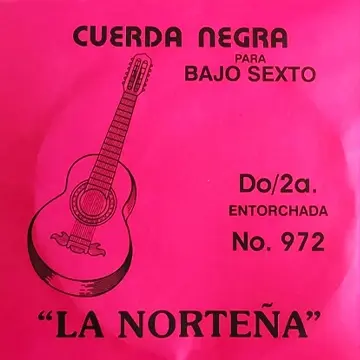 CUERDA NEGRA
PARA
BAJO SEXTO
Do/2a.
ENTORCHADA
No. 972
“LA NORTEÑA”